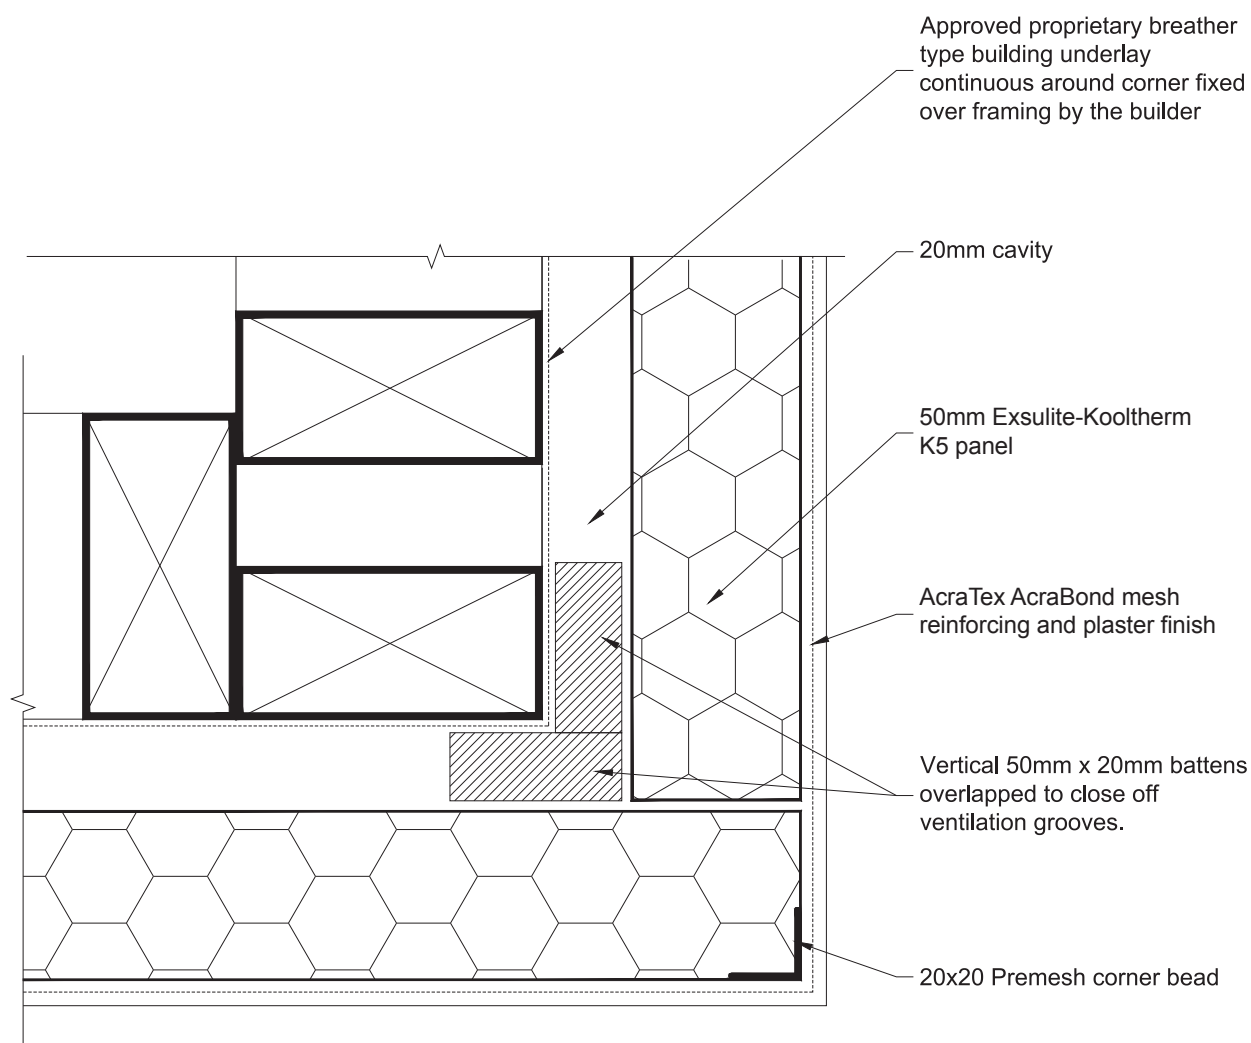 Approved proprietary breather
type building underlay
continuous around corner fixed
over framing by the builder
20mm cavity
50mm Exsulite-Kooltherm
K5 panel
AcraTex AcraBond mesh
reinforcing and plaster finish
Vertical 50mm x 20mm battens
overlapped to close off
ventilation grooves.
20x20 Premesh corner bead